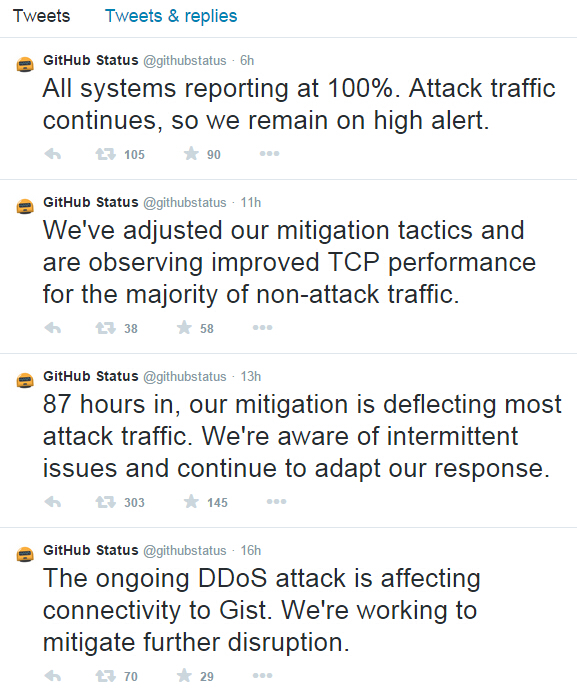 Tweets Tweets & replies
GitHub Status @githubstatus · 6h
All systems reporting at 100%. Attack traffic
continues, so we remain on high alert.
105 90
GitHub Status @githubstatus · 11h
We've adjusted our mitigation tactics and
are observing improved TCP performance
for the majority of non-attack traffic.
38 58
GitHub Status @githubstatus · 13h
87 hours in, our mitigation is deflecting most
attack traffic. We're aware of intermittent
issues and continue to adapt our response.
303 145
GitHub Status @githubstatus · 16h
The ongoing DDoS attack is affecting
connectivity to Gist. We're working to
mitigate further disruption.
70 29